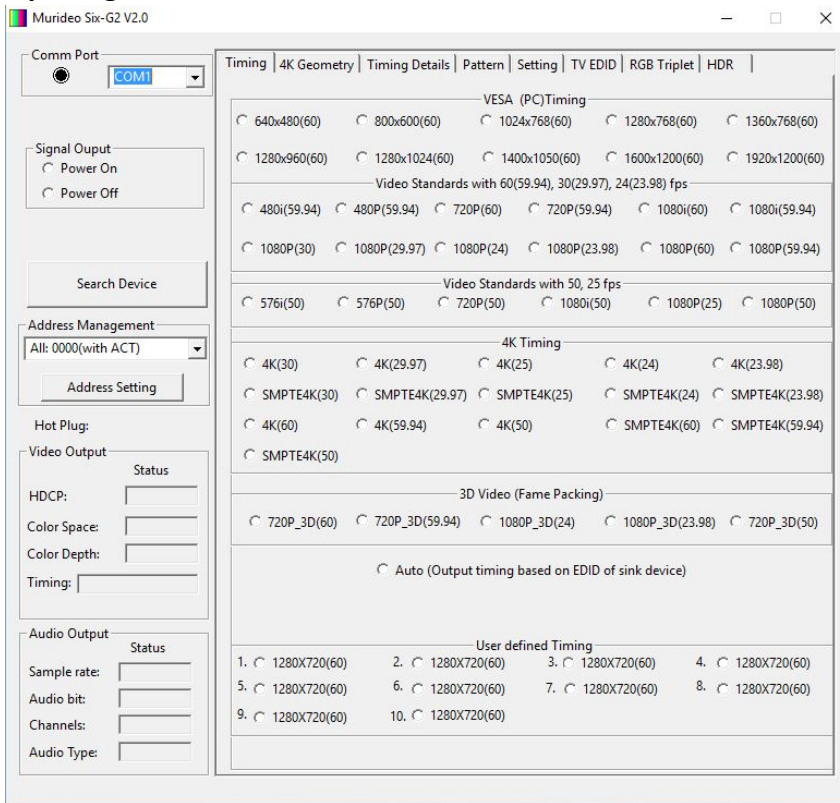 Murideo Six-G2 V2.0
Comm Port
COM1
Signal Ouput
Power On
Power Off
Search Device
Address Management
All: 0000(with ACT)
Address Setting
Hot Plug:
Video Output
Status
HDCP:
Color Space:
Color Depth:
Timing:
Audio Output
Status
Sample rate:
Audio bit:
Channels:
Audio Type:
Timing 4K Geometry Timing Details Pattern Setting TV EDID RGB Triplet HDR
VESA (PC)Timing
640x480(60) 800x600(60) 1024x768(60) 1280x768(60) 1360x768(60)
1280x960(60) 1280x1024(60) 1400x1050(60) 1600x1200(60) 1920x1200(60)
Video Standards with 60(59.94), 30(29.97), 24(23.98) fps
480i(59.94) 480P(59.94) 720P(60) 720P(59.94) 1080i(60) 1080i(59.94)
1080P(30) 1080P(29.97) 1080P(24) 1080P(23.98) 1080P(60) 1080P(59.94)
Video Standards with 50, 25 fps
576i(50) 576P(50) 720P(50) 1080i(50) 1080P(25) 1080P(50)
4K Timing
4K(30) 4K(29.97) 4K(25) 4K(24) 4K(23.98)
SMPTE4K(30) SMPTE4K(29.97) SMPTE4K(25) SMPTE4K(24) SMPTE4K(23.98)
4K(60) 4K(59.94) 4K(50) SMPTE4K(60) SMPTE4K(59.94)
SMPTE4K(50)
3D Video (Fame Packing)
720P_3D(60) 720P_3D(59.94) 1080P_3D(24) 1080P_3D(23.98) 720P_3D(50)
Auto (Output timing based on EDID of sink device)
User defined Timing
1. 1280X720(60) 2. 1280X720(60) 3. 1280X720(60) 4. 1280X720(60)
5. 1280X720(60) 6. 1280X720(60) 7. 1280X720(60) 8. 1280X720(60)
9. 1280X720(60) 10. 1280X720(60)